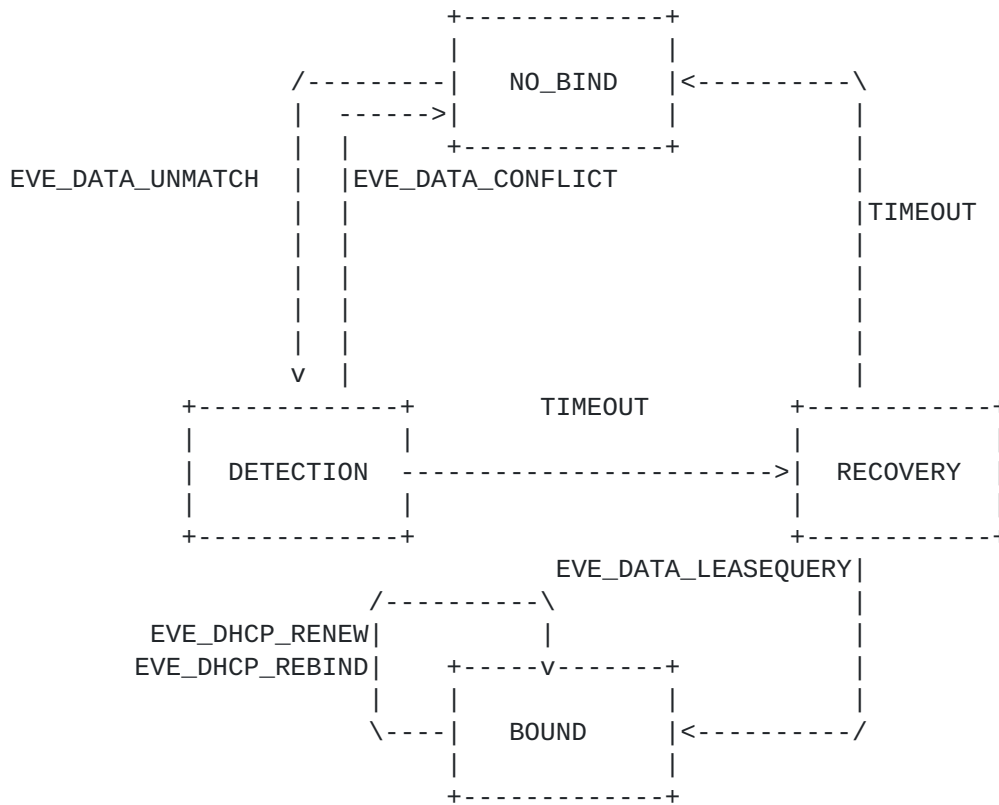 NO_BIND
EVE_DATA_UNMATCH EVE_DATA_CONFLICT
TIMEOUT
TIMEOUT
DETECTION RECOVERY
EVE_DATA_LEASEQUERY
EVE_DHCP_RENEW
EVE_DHCP_REBIND
BOUND